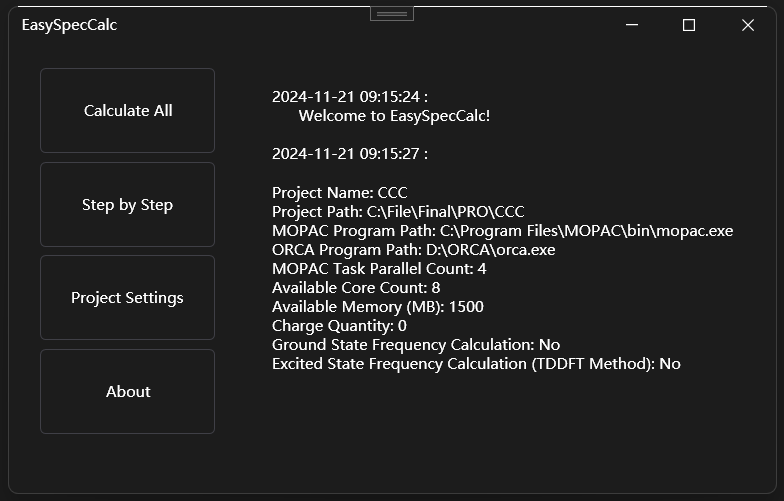 EasySpecCalc
Calculate All
Step by Step
Project Settings
About
2024-11-21 09:15:24 :
Welcome to EasySpecCalc!
2024-11-21 09:15:27 :
Project Name: CCC
Project Path: C:\File\Final\PRO\CCC
MOPAC Program Path: C:\Program Files\MOPAC\bin\mopac.exe
ORCA Program Path: D:\ORCA\orca.exe
MOPAC Task Parallel Count: 4
Available Core Count: 8
Available Memory (MB): 1500
Charge Quantity: 0
Ground State Frequency Calculation: No
Excited State Frequency Calculation (TDDFT Method): No